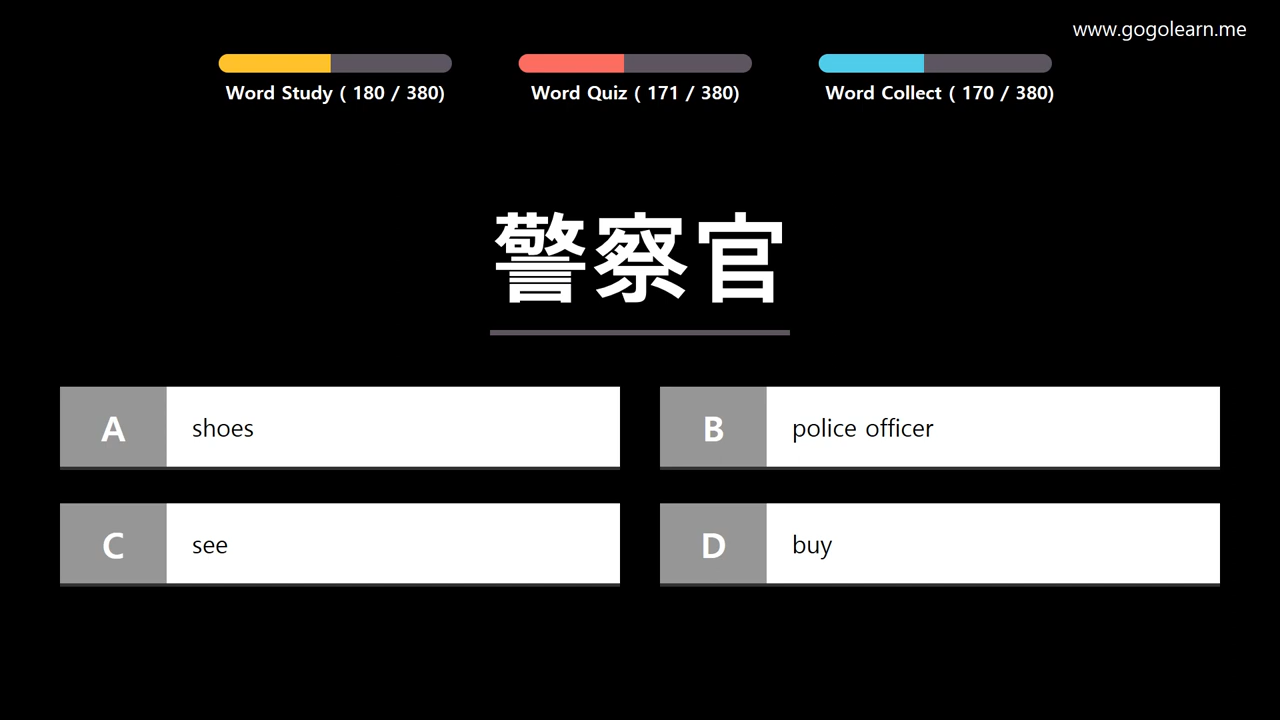 www.gogolearn.me
Word Study ( 180 / 380)
Word Quiz ( 171 / 380)
Word Collect ( 170 / 380)
警察官
A shoes
B police officer
C see
D buy